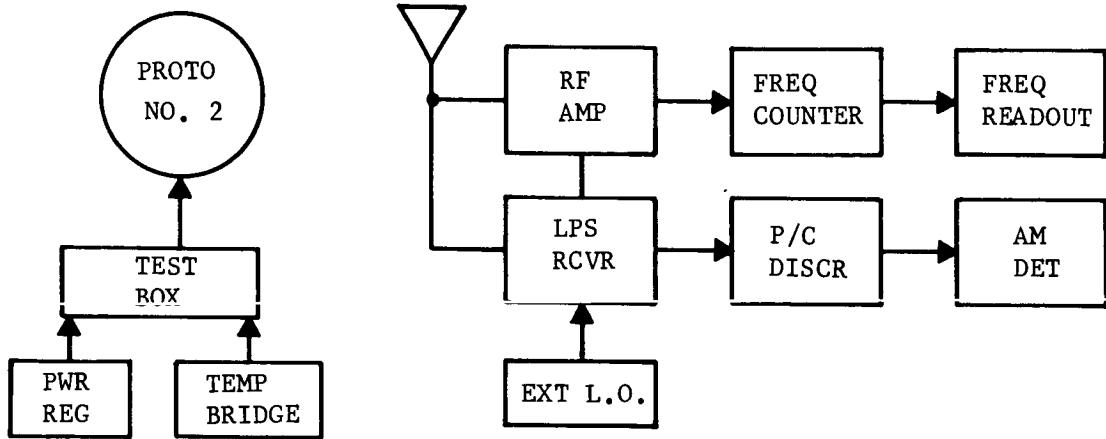 PROTO
NO. 2
TEST
BOX
PWR
REG
TEMP
BRIDGE
RF
AMP
FREQ
COUNTER
FREQ
READOUT
LPS
RCVR
P/C
DISCR
AM
DET
EXT L.O.